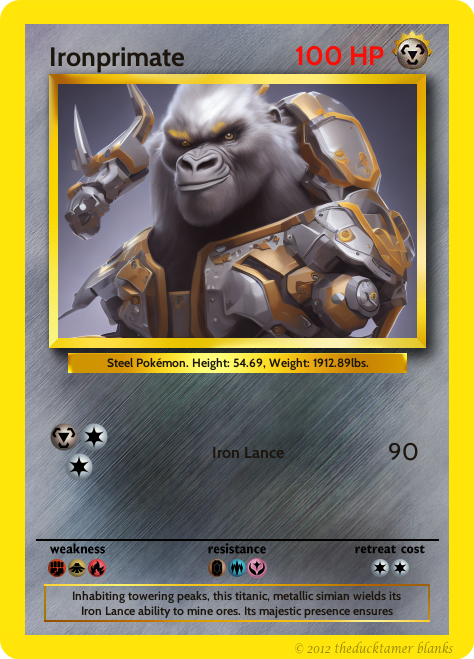 Ironprimate 100 HP
Steel Pokémon. Height: 54.69, Weight: 1912.89lbs.
Iron Lance 90
weakness resistance retreat cost
Inhabiting towering peaks, this titanic, metallic simian wields its
Iron Lance ability to mine ores. Its majestic presence ensures
© 2012 theducktamer blanks